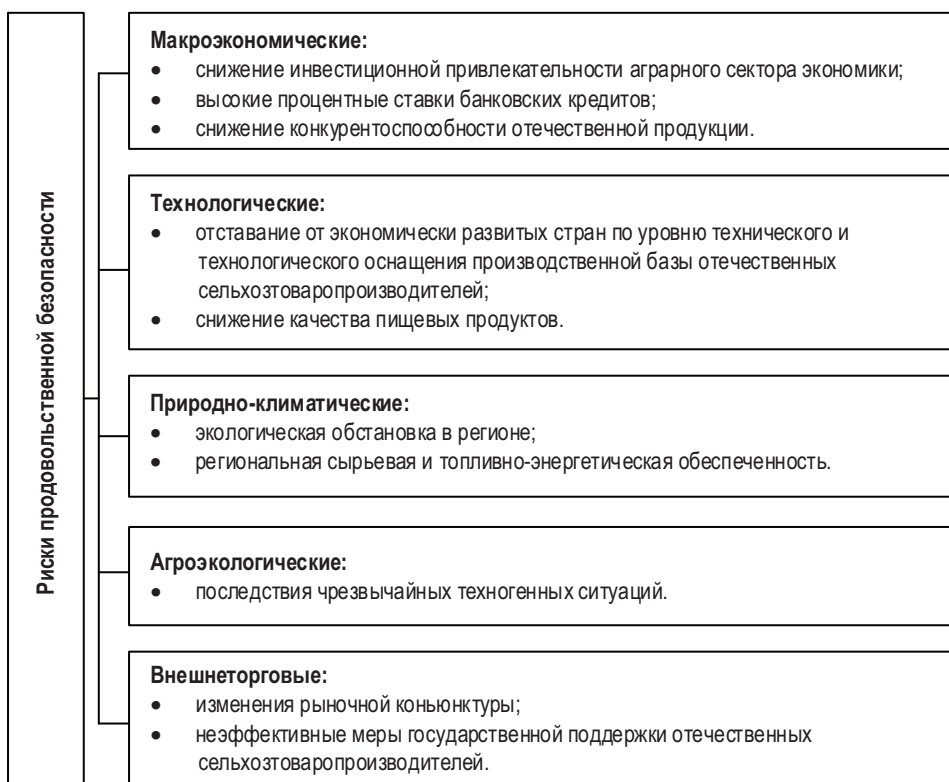 Риски продовольственной безопасности
Макроэкономические:
• снижение инвестиционной привлекательности аграрного сектора экономики;
• высокие процентные ставки банковских кредитов;
• снижение конкурентоспособности отечественной продукции.
Технологические:
• отставание от экономически развитых стран по уровню технического и
технологического оснащения производственной базы отечественных
сельхозтоваропроизводителей;
• снижение качества пищевых продуктов.
Природно-климатические:
• экологическая обстановка в регионе;
• региональная сырьевая и топливно-энергетическая обеспеченность.
Агроэкологические:
• последствия чрезвычайных техногенных ситуаций.
Внешнеторговые:
• изменения рыночной коньюнктуры;
• неэффективные меры государственной поддержки отечественных
сельхозтоваропроизводителей.